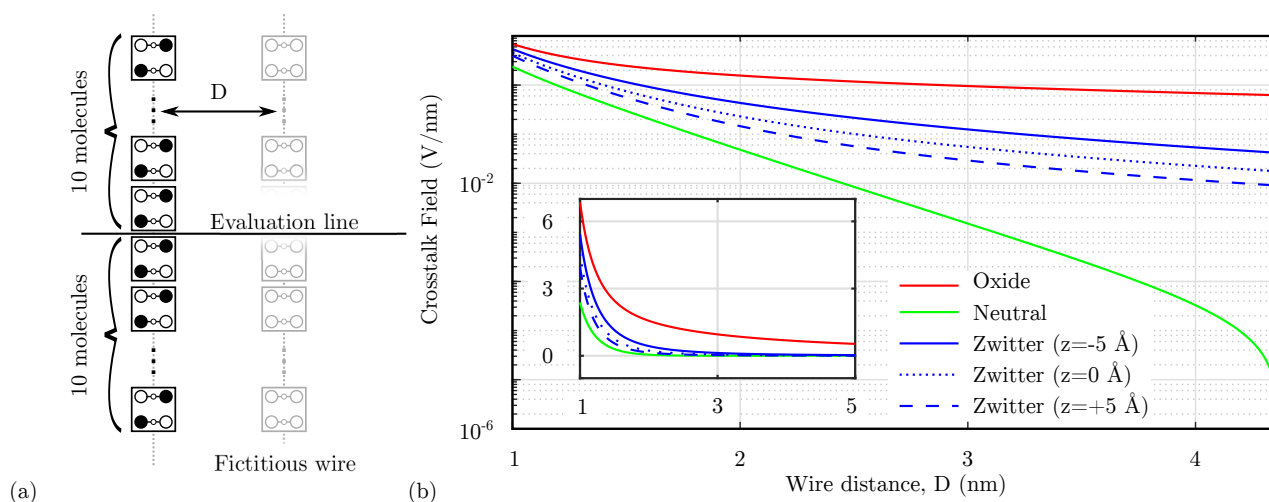 10 molecules
D
Evaluation line
10 molecules
Fictitious wire
(a)
Crosstalk Field (V/nm)
10-2
10-6
6
3
0
1
3
5
Oxide
Neutral
Zwitter (z=-5 Å)
Zwitter (z=0 Å)
Zwitter (z=+5 Å)
1
2
3
4
Wire distance, D (nm)
(b)